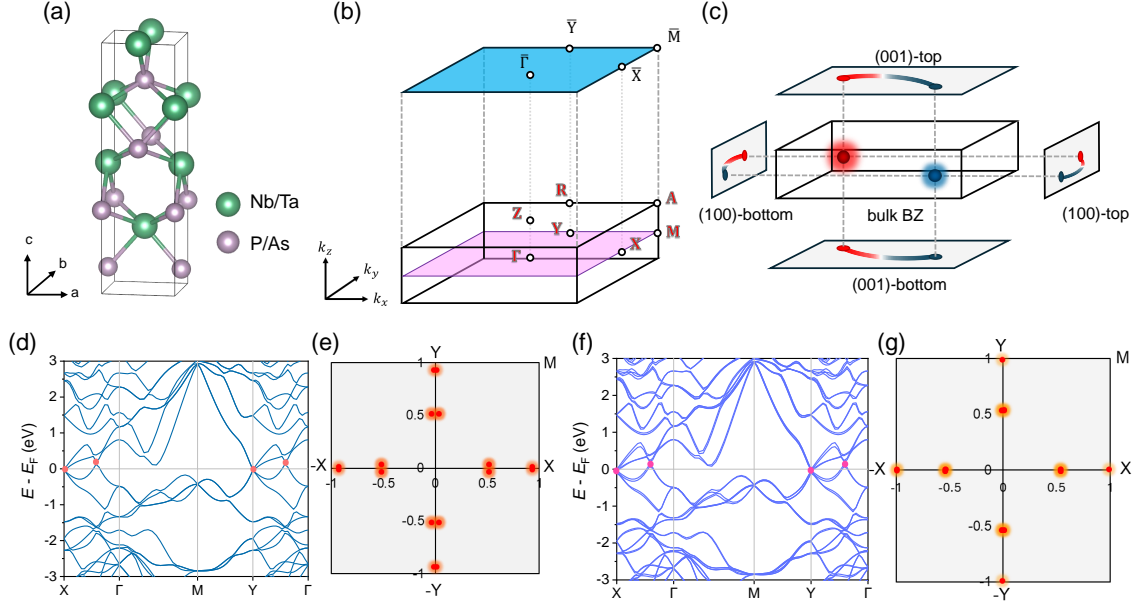 (a)
Nb/Ta
P/As
c
b
a
(b)
Ȳ
M̄
Γ̄
X̄
R
A
Z
Y
M
Γ
X
k_z
k_y
k_x
(c)
(001)-top
(100)-bottom
bulk BZ
(100)-top
(001)-bottom
(d)
E - E_F (eV)
3
2
1
0
-1
-2
-3
X Γ M Y Γ
(e)
Y
M
1
0.5
-X
X
-1 -0.5 0 0.5 1
-0.5
-1
-Y
(f)
E - E_F (eV)
3
2
1
0
-1
-2
-3
X Γ M Y Γ
(g)
Y
M
1
0.5
-X
X
-1 -0.5 0 0.5 1
-0.5
-1
-Y